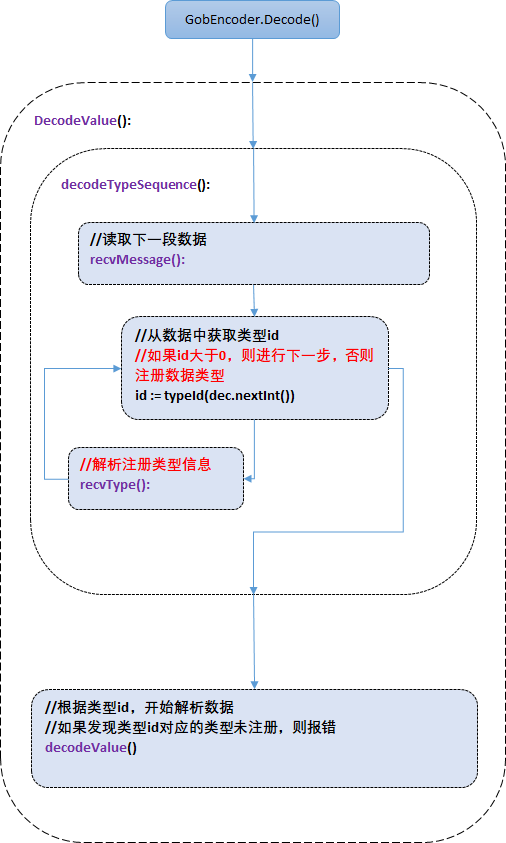 GobEncoder.Decode()
DecodeValue():
decodeTypeSequence():
//读取下一段数据
recvMessage():
//从数据中获取类型id
//如果id大于0，则进行下一步，否则
注册数据类型
id := typeId(dec.nextInt())
//解析注册类型信息
recvType():
//根据类型id，开始解析数据
//如果发现类型id对应的类型未注册，则报错
decodeValue()